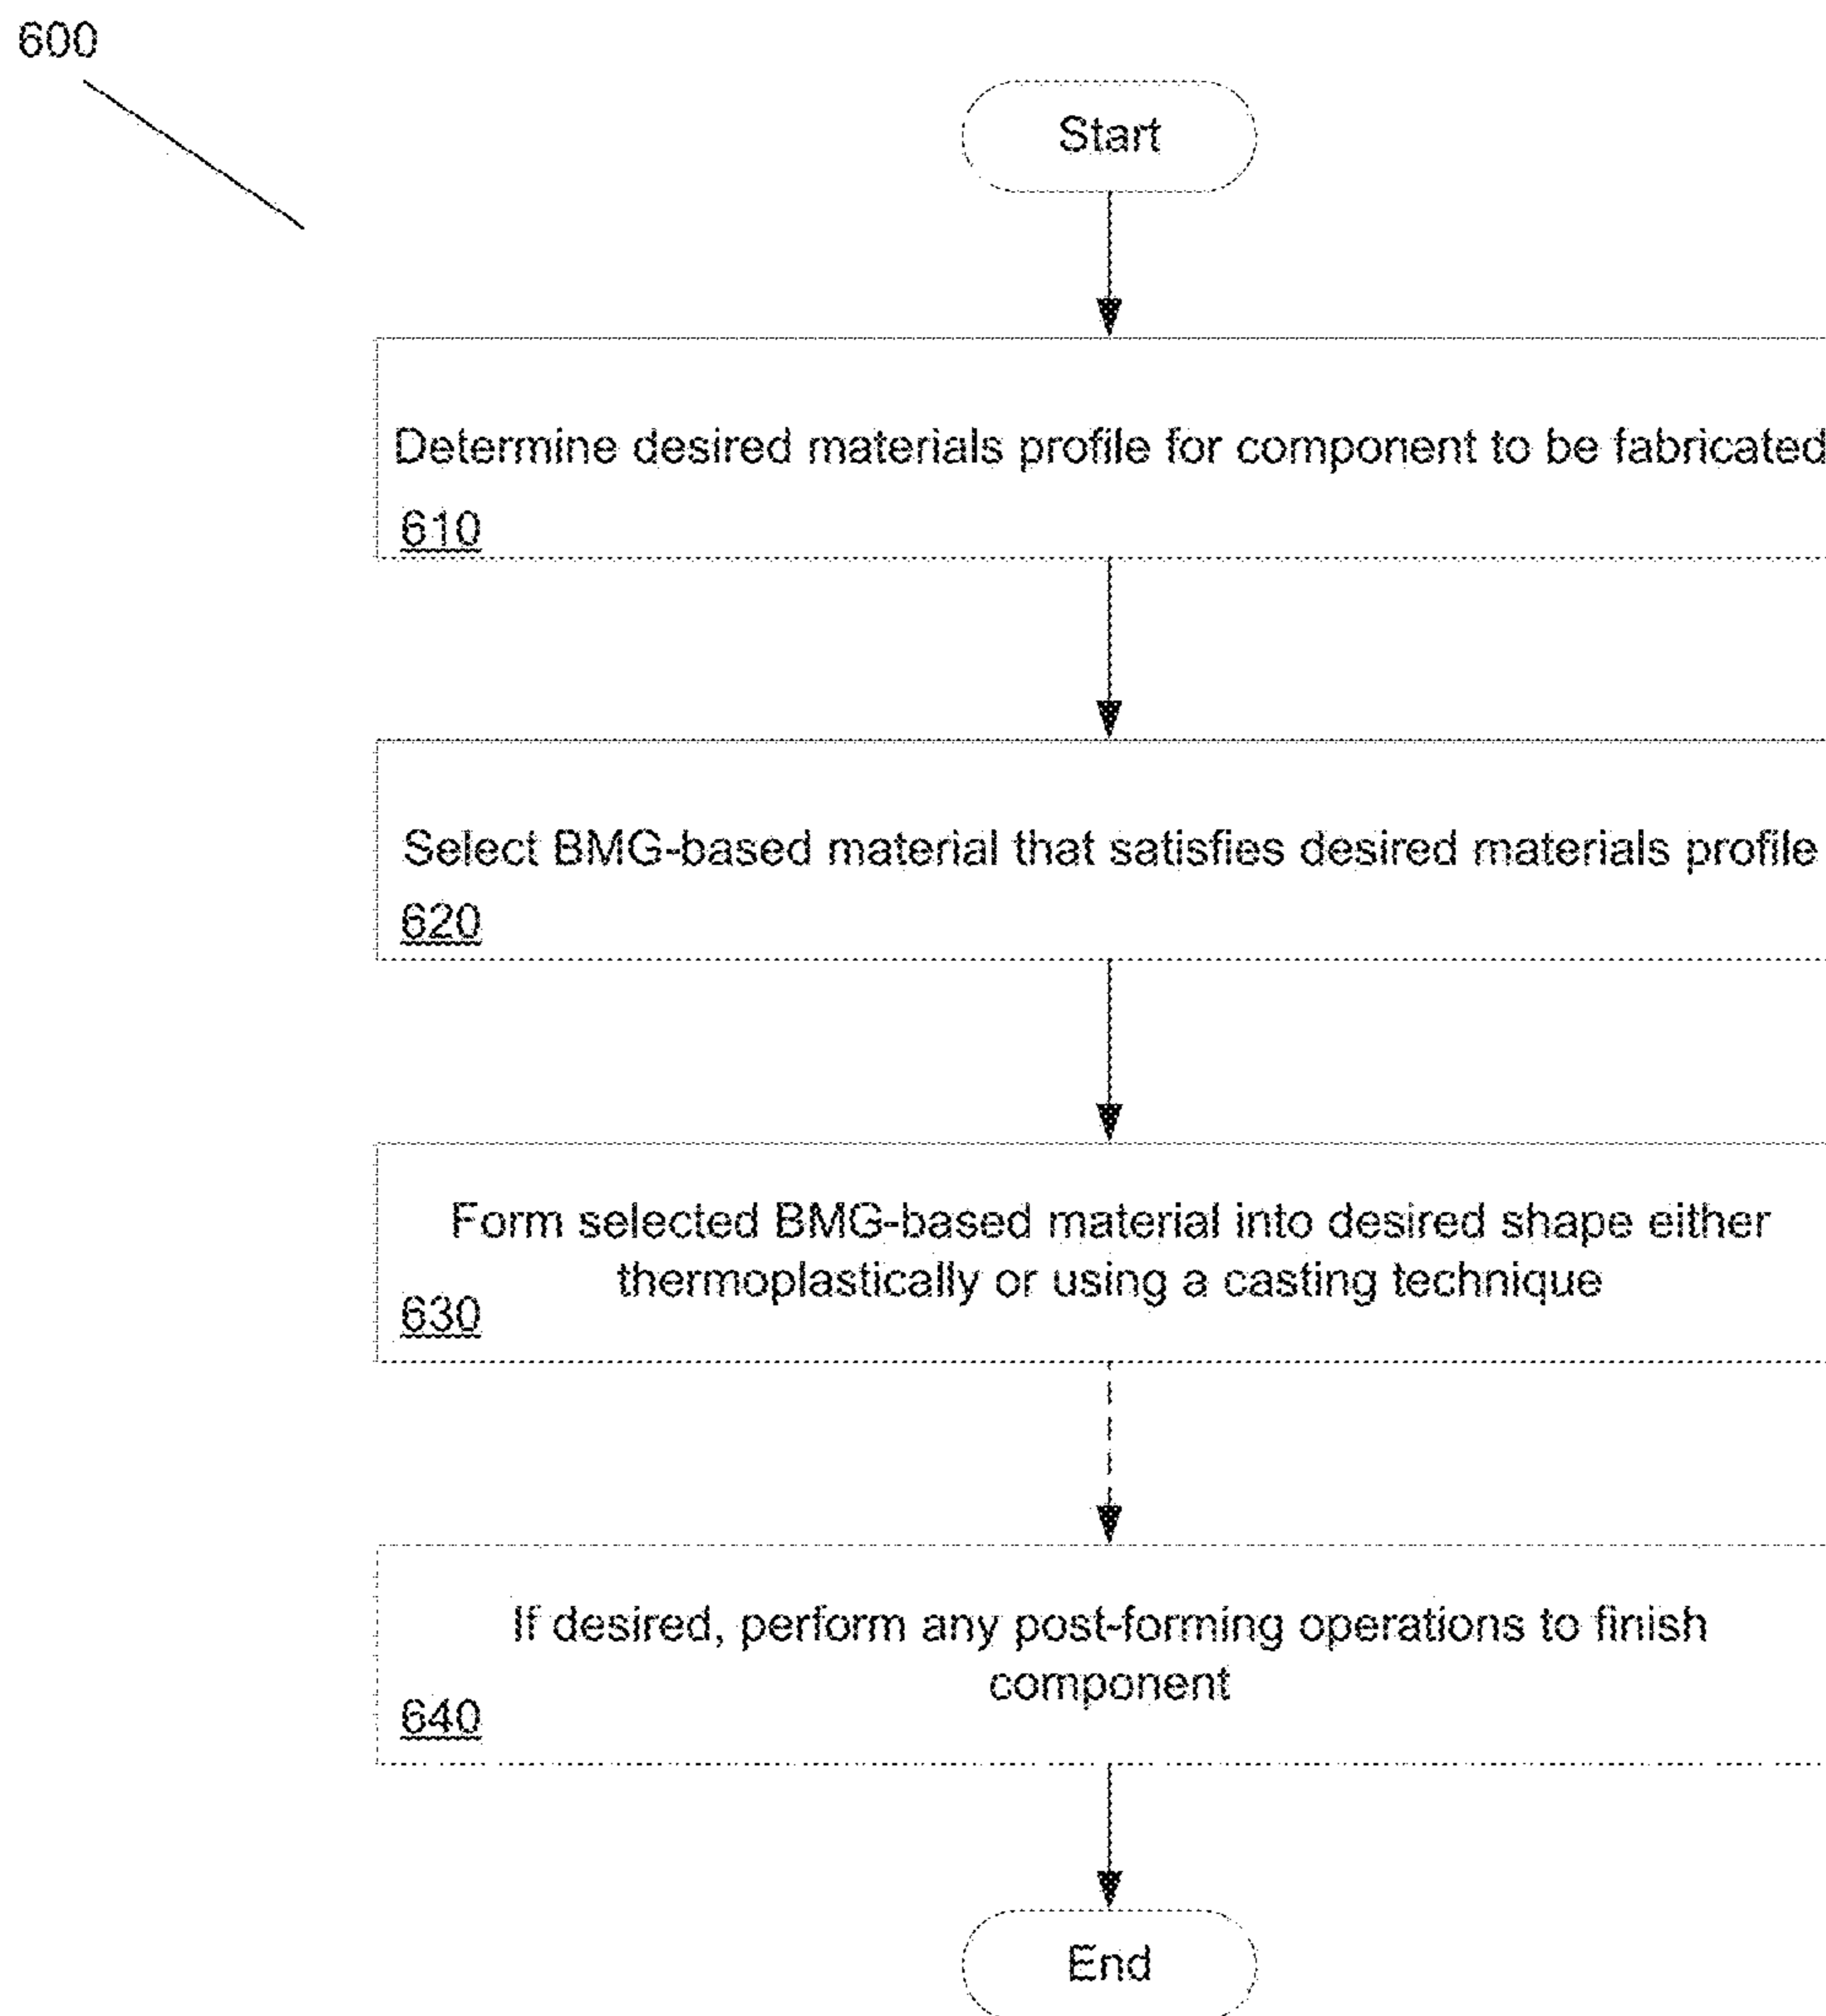 600
Start
Determine desired materials profile for component to be fabricated
610
Select BMG-based material that satisfies desired materials profile
620
Form selected BMG-based material into desired shape either
thermoplastically or using a casting technique
630
If desired, perform any post-forming operations to finish
component
640
End